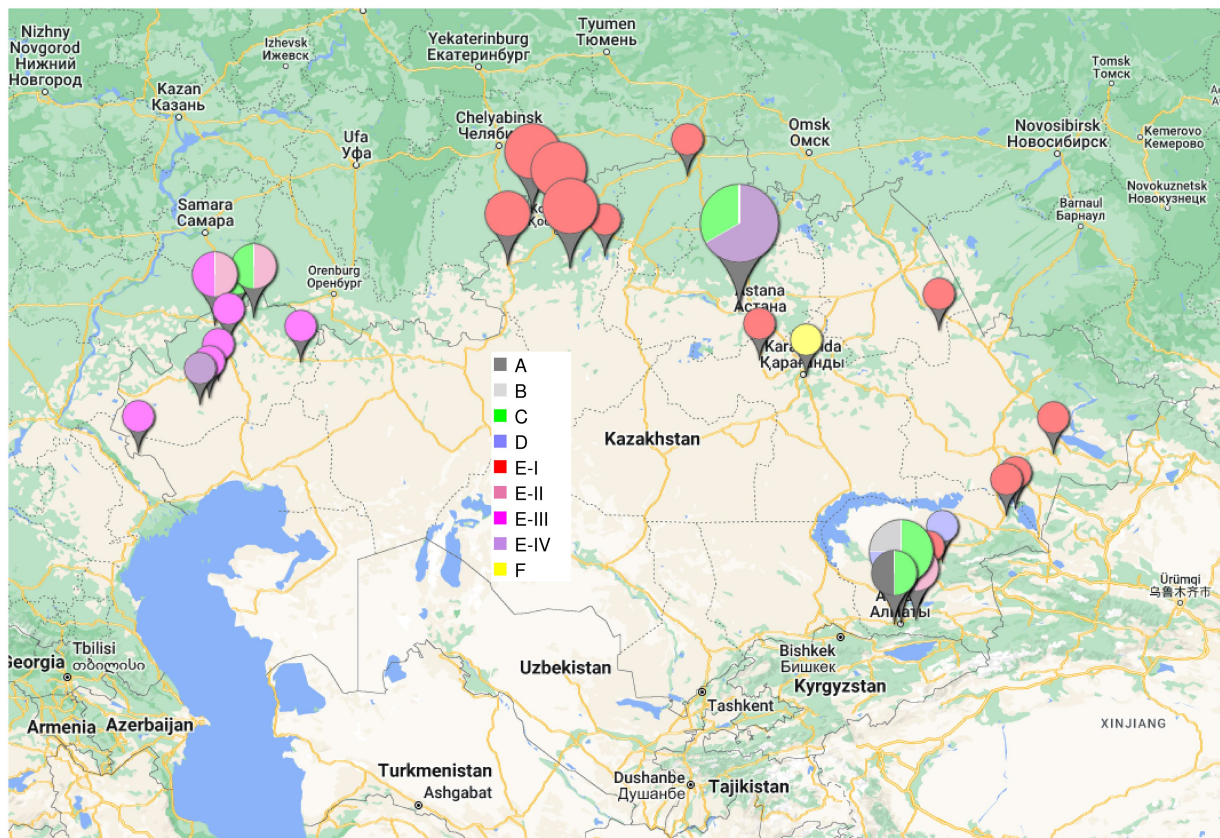 Nizhny
Novgorod
Нижний
Новгород
Izhevsk
Ижевск
Kazan
Казань
Yekaterinburg
Екатеринбург
Tyumen
Тюмень
Tomsk
Томск
Ufa
Уфа
Chelyabinsk
Omsk
Омск
Novosibirsk
Новосибирск
Kemerovo
Кемерово
Samara
Самара
Novokuznetsk
Новокузнецк
Barnaul
Барнаул
Orenburg
Оренбург
Astana
Астана
Қарағанды
A
B
C
D
E-I
E-II
E-III
E-IV
F
Kazakhstan
Алматы
Ürümqi
乌鲁木齐市
Georgia
Tbilisi
თბილისი
Bishkek
Бишкек
Uzbekistan
Kyrgyzstan
Tashkent
Armenia
Azerbaijan
XINJIANG
Turkmenistan
Ashgabat
Dushanbe
Душанбе
Tajikistan